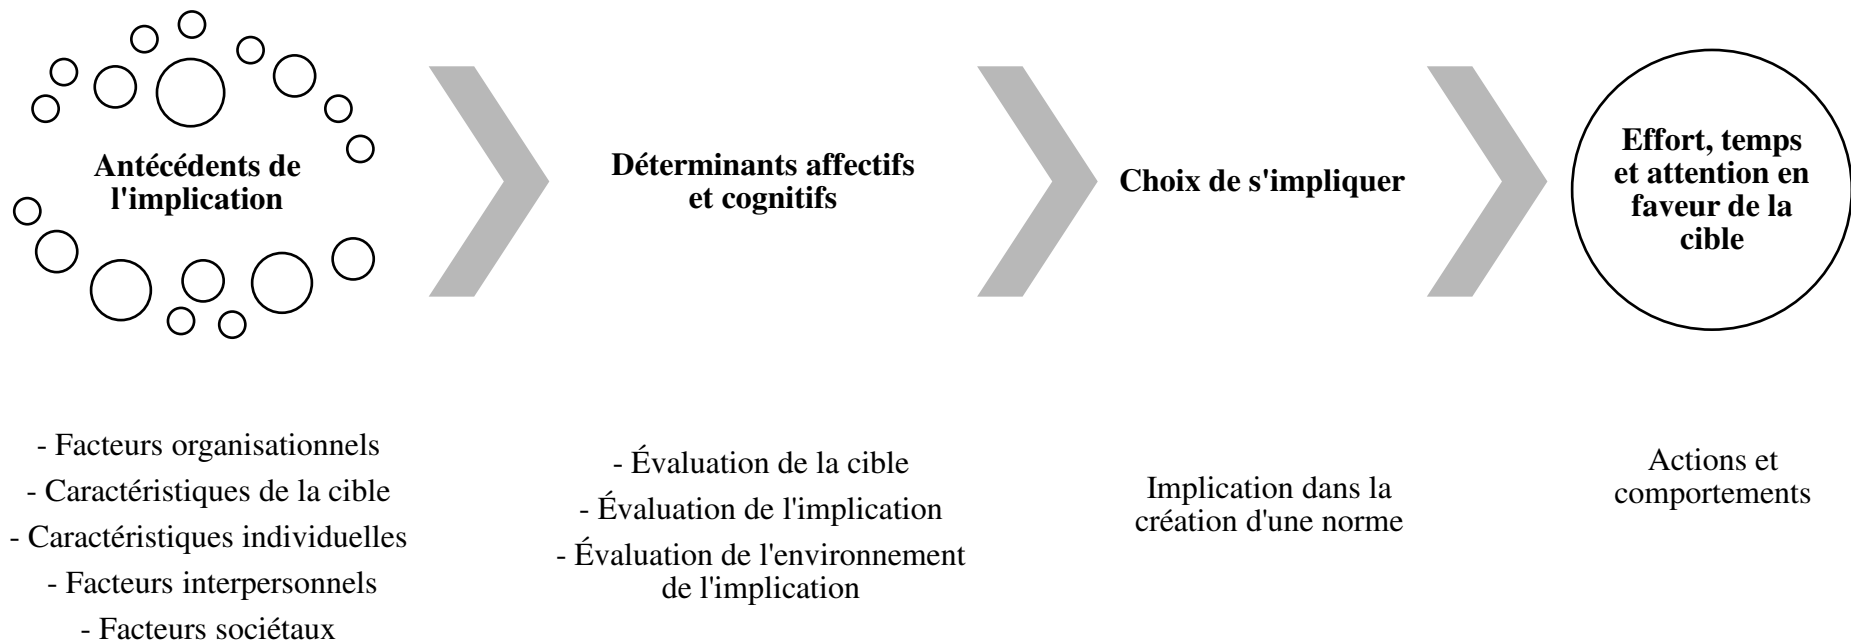 Antécédents de
l'implication
Déterminants affectifs
et cognitifs
Choix de s'impliquer
Effort, temps
et attention en
faveur de la
cible
- Facteurs organisationnels
- Caractéristiques de la cible
- Caractéristiques individuelles
- Facteurs interpersonnels
- Facteurs sociétaux
- Évaluation de la cible
- Évaluation de l'implication
- Évaluation de l'environnement
de l'implication
Implication dans la
création d'une norme
Actions et
comportements